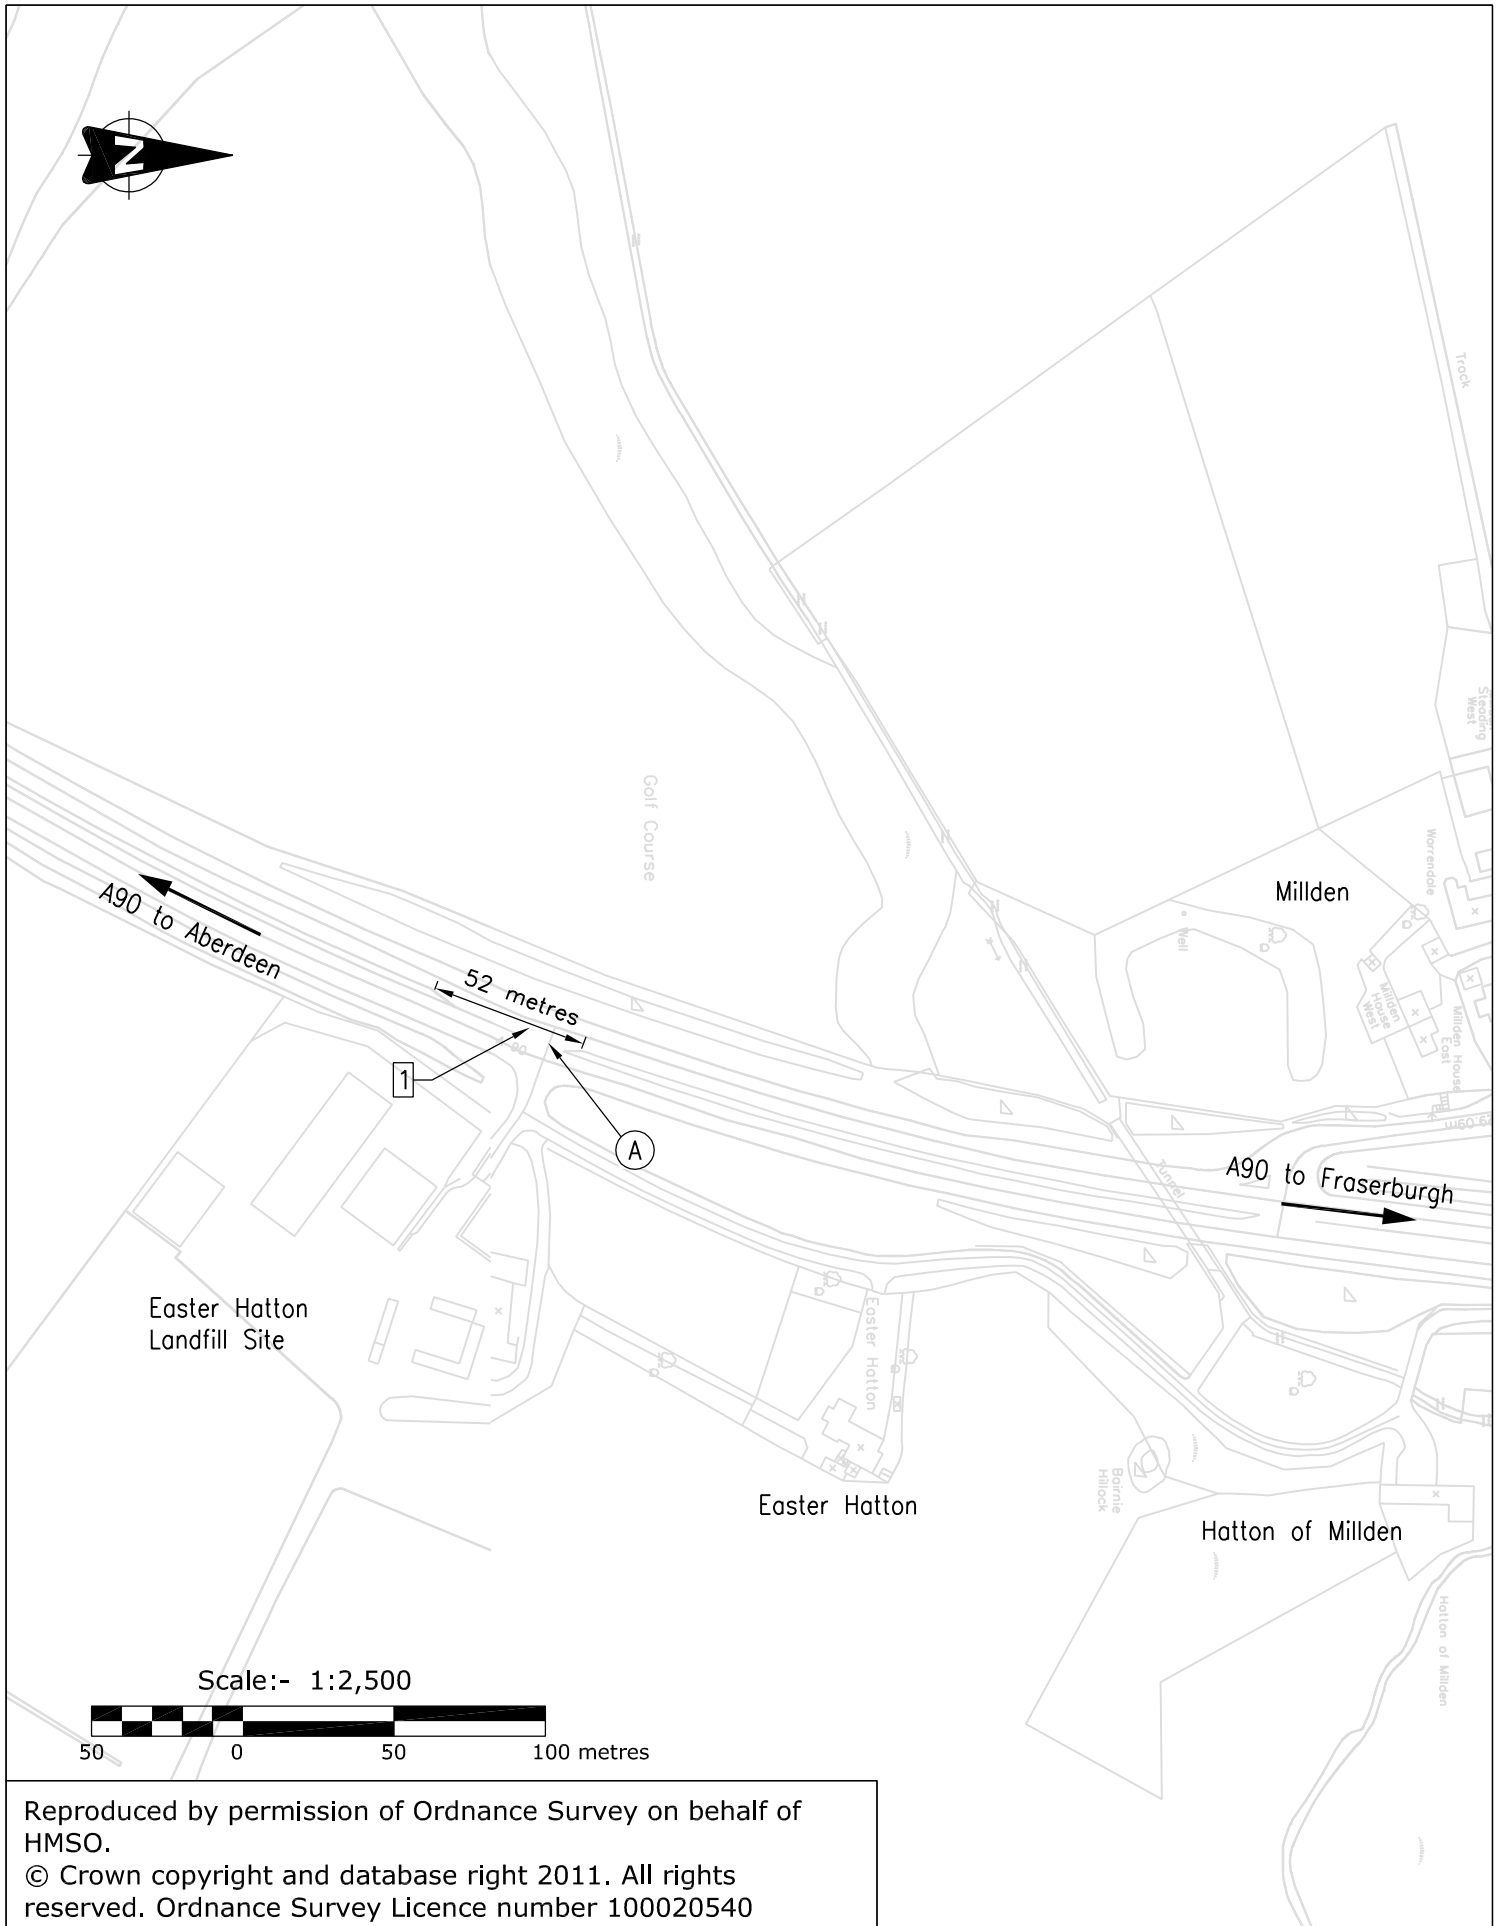 N
Track
Steading
West
Golf Course
Warrendale
Millden
Well
A90 to Aberdeen
52 metres
Millden
House
West
Millden House
East
1
A
Tunnel
A90 to Fraserburgh
Easter Hatton
Landfill Site
Easter Hatton
Bairnie
Hillock
Easter Hatton
Hatton of Millden
Hatton of Millden
Scale:- 1:2,500
50 0 50 100 metres
Reproduced by permission of Ordnance Survey on behalf of
HMSO.
© Crown copyright and database right 2011. All rights
reserved. Ordnance Survey Licence number 100020540